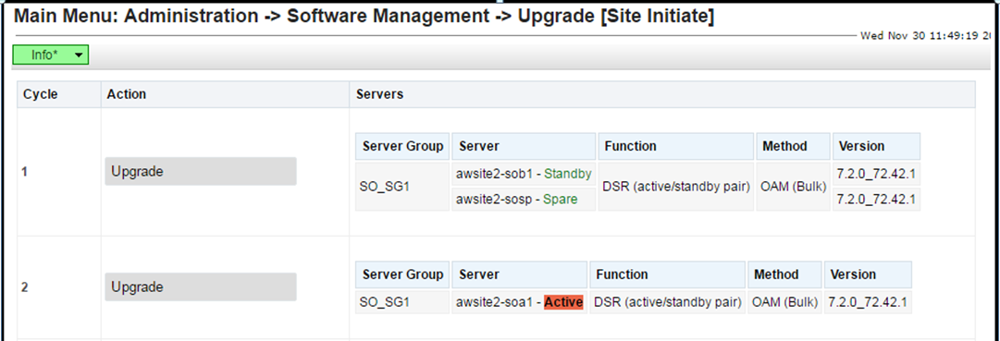 Main Menu: Administration -> Software Management -> Upgrade [Site Initiate]
Wed Nov 30 11:49:19
Info*
Cycle Action Servers
Server Group Server Function Method Version
1 Upgrade SO_SG1 awsite2-sob1 - Standby DSR (active/standby pair) OAM (Bulk) 7.2.0_72.42.1
awsite2-sosp - Spare 7.2.0_72.42.1
Server Group Server Function Method Version
2 Upgrade SO_SG1 awsite2-soa1 - Active DSR (active/standby pair) OAM (Bulk) 7.2.0_72.42.1